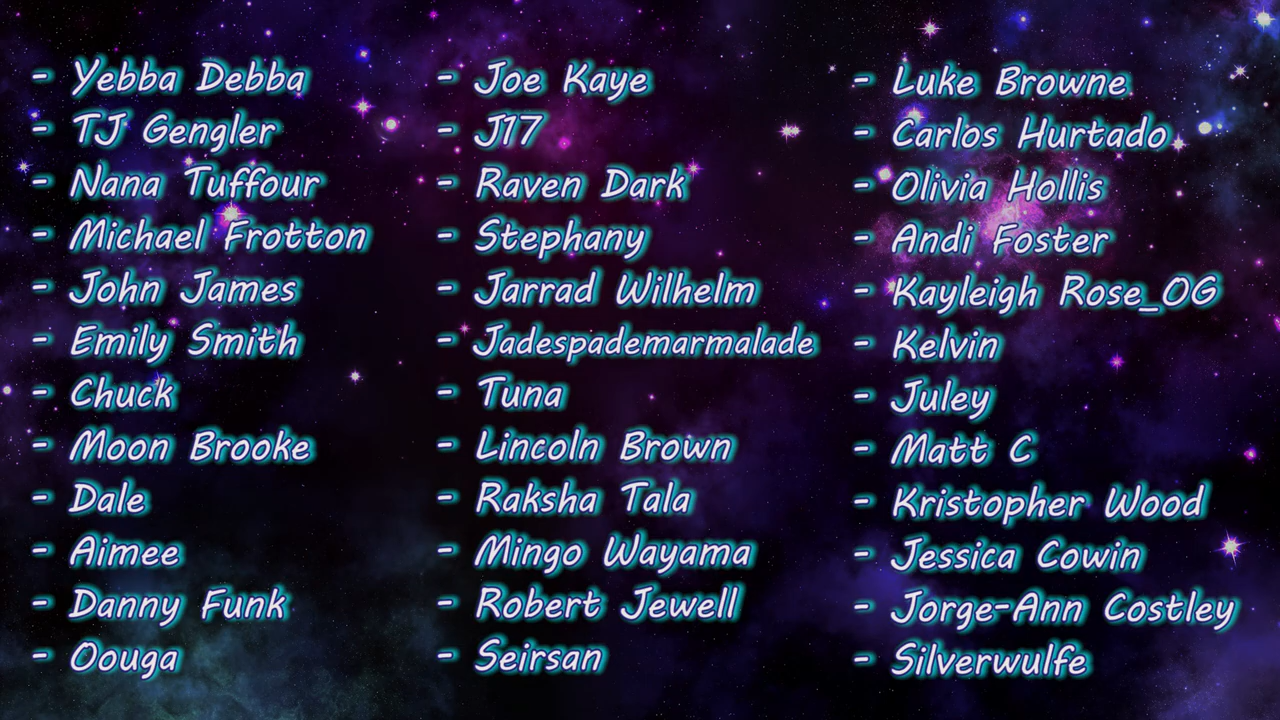 - Yebba Debba
- TJ Gengler
- Nana Tuffour
- Michael Frotton
- John James
- Emily Smith
- Chuck
- Moon Brooke
- Dale
- Aimee
- Danny Funk
- Oouga
- Joe Kaye
- J17
- Raven Dark
- Stephany
- Jarrad Wilhelm
- Jadespademarmalade
- Tuna
- Lincoln Brown
- Raksha Tala
- Mingo Wayama
- Robert Jewell
- Seirsan
- Luke Browne
- Carlos Hurtado
- Olivia Hollis
- Andi Foster
- Kayleigh Rose_OG
- Kelvin
- Juley
- Matt C
- Kristopher Wood
- Jessica Cowin
- Jorge-Ann Costley
- Silverwulfe